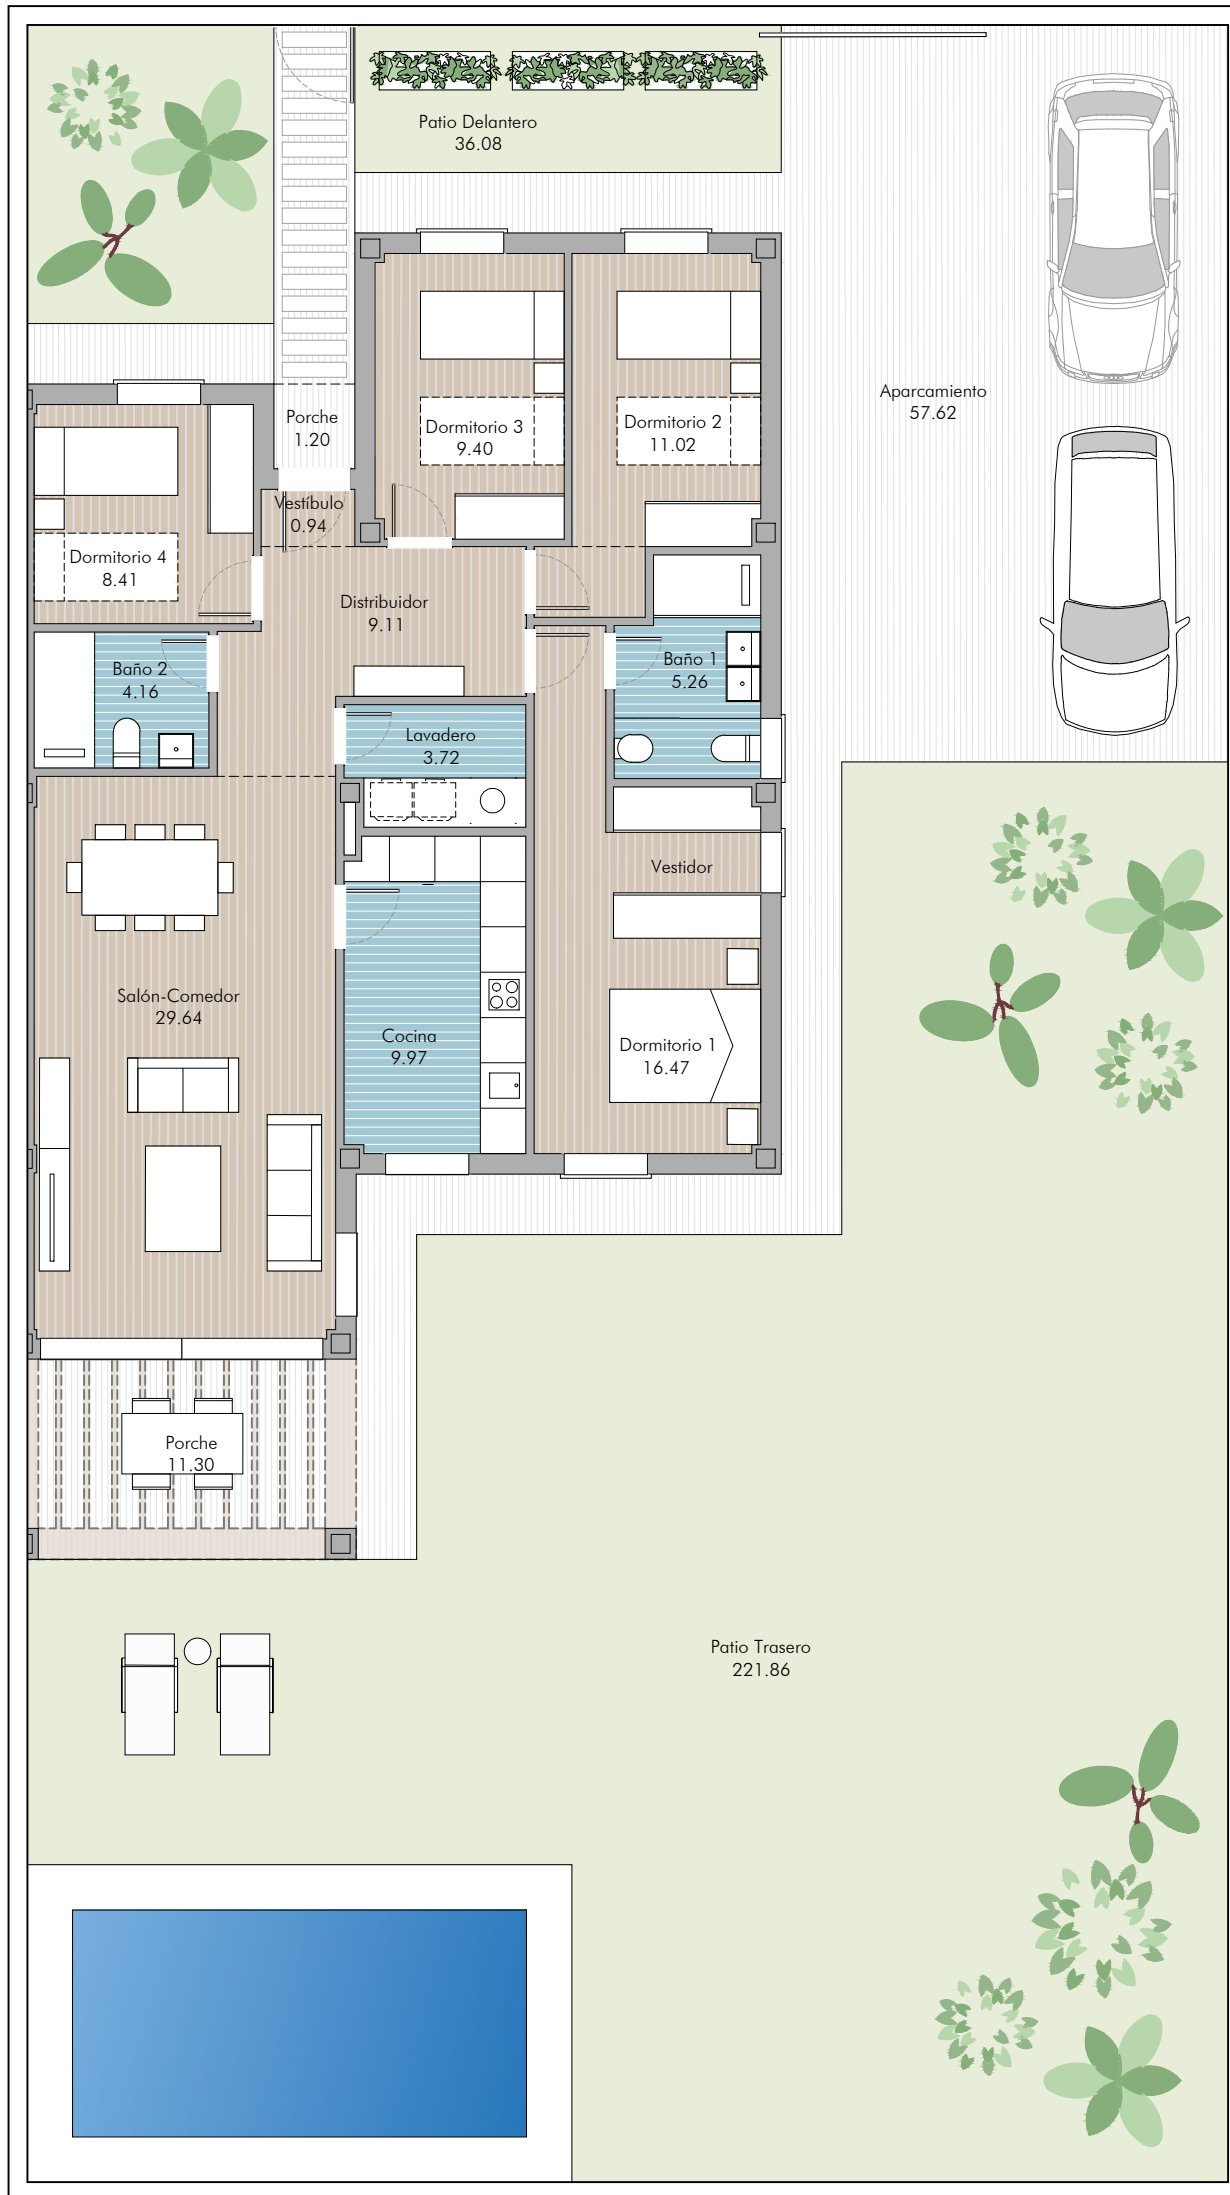 Patio Delantero
36.08
Aparcamiento
57.62
Porche
1.20
Dormitorio 3
9.40
Dormitorio 2
11.02
Vestíbulo
0.94
Dormitorio 4
8.41
Distribuidor
9.11
Baño 2
4.16
Baño 1
5.26
Lavadero
3.72
Vestidor
Salón-Comedor
29.64
Cocina
9.97
Dormitorio 1
16.47
Porche
11.30
Patio Trasero
221.86